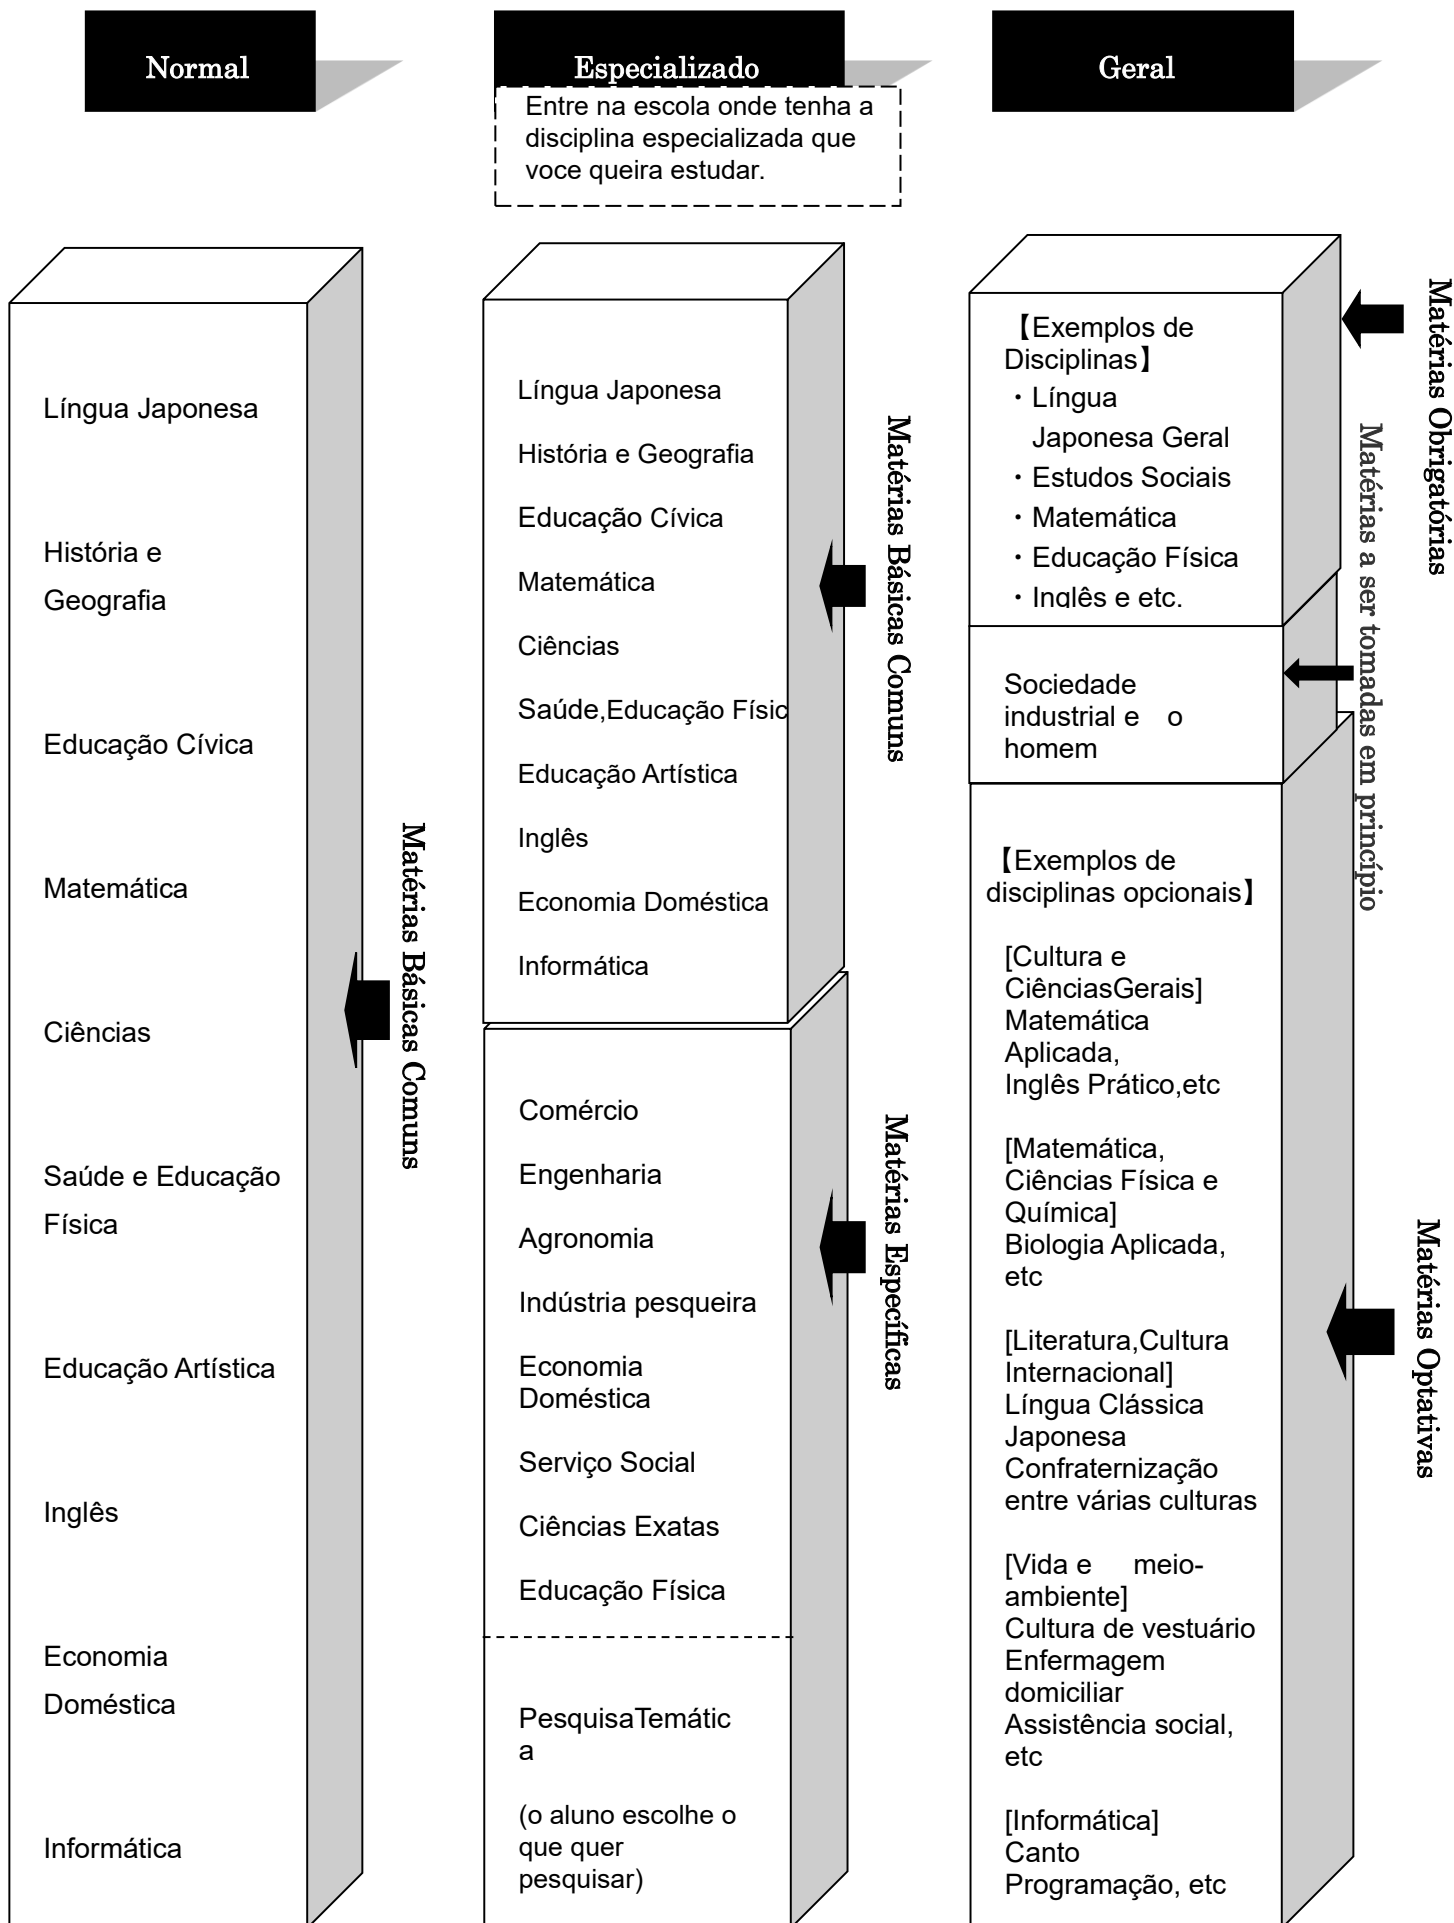 Normal
Especializado
Entre na escola onde tenha a
disciplina especializada que
voce queira estudar.
Geral
Língua Japonesa
História e
Geografia
Educação Cívica
Matemática
Ciências
Saúde e Educação
Física
Educação Artística
Inglês
Economia
Doméstica
Informática
Matérias Básicas Comuns
Língua Japonesa
História e Geografia
Educação Cívica
Matemática
Ciências
Saúde,Educação Físic
Educação Artística
Inglês
Economia Doméstica
Informática
Matérias Básicas Comuns
Comércio
Engenharia
Agronomia
Indústria pesqueira
Economia
Doméstica
Serviço Social
Ciências Exatas
Educação Física
PesquisaTemátic
a
(o aluno escolhe o
que quer
pesquisar)
Matérias Específicas
【Exemplos de
Disciplinas】
・Língua
Japonesa Geral
・Estudos Sociais
・Matemática
・Educação Física
・Inglês e etc.
Matérias Obrigatórias
Sociedade
industrial e o
homem
Matérias a ser tomadas em princípio
【Exemplos de
disciplinas opcionais】
[Cultura e
CiênciasGerais]
Matemática
Aplicada,
Inglês Prático,etc
[Matemática,
Ciências Física e
Química]
Biologia Aplicada,
etc
[Literatura,Cultura
Internacional]
Língua Clássica
Japonesa
Confraternização
entre várias culturas
[Vida e meio-
ambiente]
Cultura de vestuário
Enfermagem
domiciliar
Assistência social,
etc
[Informática]
Canto
Programação, etc
Matérias Optativas